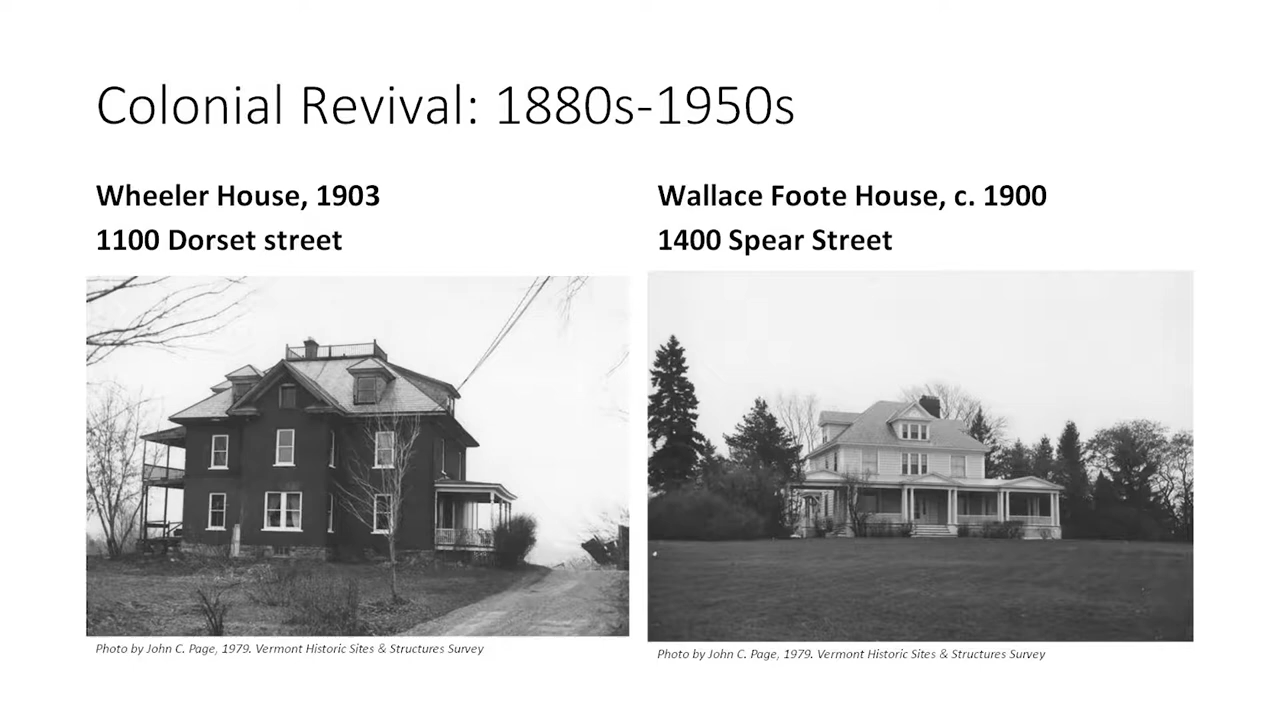 Colonial Revival: 1880s-1950s
Wheeler House, 1903
1100 Dorset street
Photo by John C. Page, 1979. Vermont Historic Sites & Structures Survey
Wallace Foote House, c. 1900
1400 Spear Street
Photo by John C. Page, 1979. Vermont Historic Sites & Structures Survey